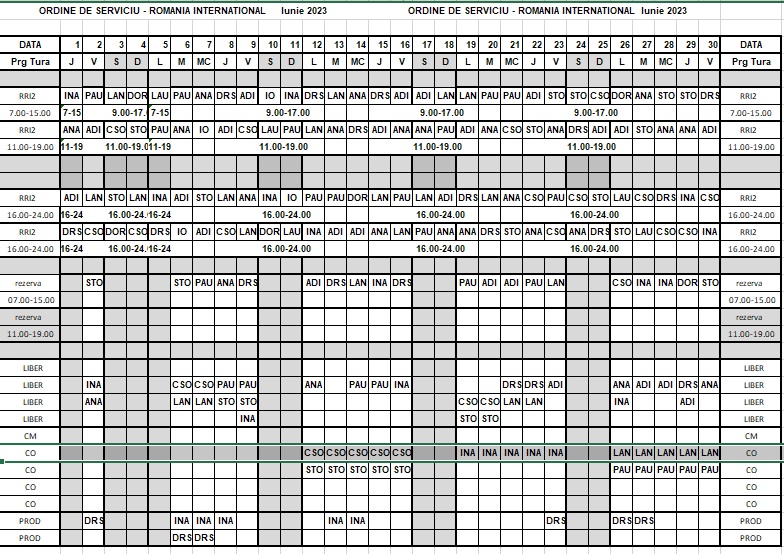 ORDINE DE SERVICIU - ROMANIA INTERNATIONAL Iunie 2023 ORDINE DE SERVICIU - ROMANIA INTERNATIONAL Iunie 2023
DATA 1 2 3 4 5 6 7 8 9 10 11 12 13 14 15 16 17 18 19 20 21 22 23 24 25 26 27 28 29 30 DATA
Prg Tura J V S D L M MC J V S D L M MC J V S D L M MC J V S D L M MC J V Prg Tura
RRI2 INA PAU LAN DOR LAU PAU ANA DRS ADI IO INA DRS LAN ANA DRS ADI ADI LAN LAN DRS PAU ADI STO STO CSO DOR ANA STO STO DRS RRI2
7.00-15.00 7-15 9.00-17.0 7-15 9.00-17.00 9.00-17.00 9.00-17.00 7.00-15.00
RRI2 ANA ADI CSO STO PAU ANA IO ADI CSO LAU PAU LAN ANA DRS ADI ANA ANA PAU ADI ANA CSO STO ANA DRS ADI ADI STO ANA ANA ADI RRI2
11.00-19.00 11-19 11.00-19.0 11-19 11.00-19.00 11.00-19.00 11.00-19.00 11.00-19.00
RRI2 ADI LAN STO LAN INA ADI STO LAN ANA INA IO PAU PAU DOR LAN PAU LAN ADI DRS LAN ANA CSO PAU CSO STO LAU CSO DRS INA CSO RRI2
16.00-24.00 16-24 16.00-24. 16-24 16.00-24.00 16.00-24.00 16.00-24.00 16.00-24.00
RRI2 DRS CSO DOR CSO DRS IO ADI CSO LAN DOR LAU INA ADI ADI ANA LAN PAU ANA ANA DRS STO ANA CSO ANA DRS STO LAU CSO DRS INA RRI2
16.00-24.00 16-24 16.00-24. 16-24 16.00-24.00 16.00-24.00 16.00-24.00 16.00-24.00
rezerva STO STO PAU ANA DRS ADI DRS LAN INA DRS PAU ADI ADI PAU LAN CSO INA INA DOR STO rezerva
07.00-15.00 07.00-15.00
rezerva rezerva
11.00-19.00 11.00-19.00
LIBER LIBER
LIBER INA CSO CSO PAU PAU ANA PAU PAU INA DRS DRS ADI ANA ADI ADI DRS ANA LIBER
LIBER ANA LAN LAN STO STO CSO CSO LAN LAN INA ADI LIBER
LIBER INA STO STO LIBER
CM CM
CO CSO CSO CSO CSO CSO INA INA INA INA INA LAN LAN LAN LAN LAN CO
CO STO STO STO STO STO PAU PAU PAU PAU PAU CO
CO CO
CO CO
PROD DRS INA INA INA INA INA DRS DRS DRS PROD
PROD DRS DRS PROD